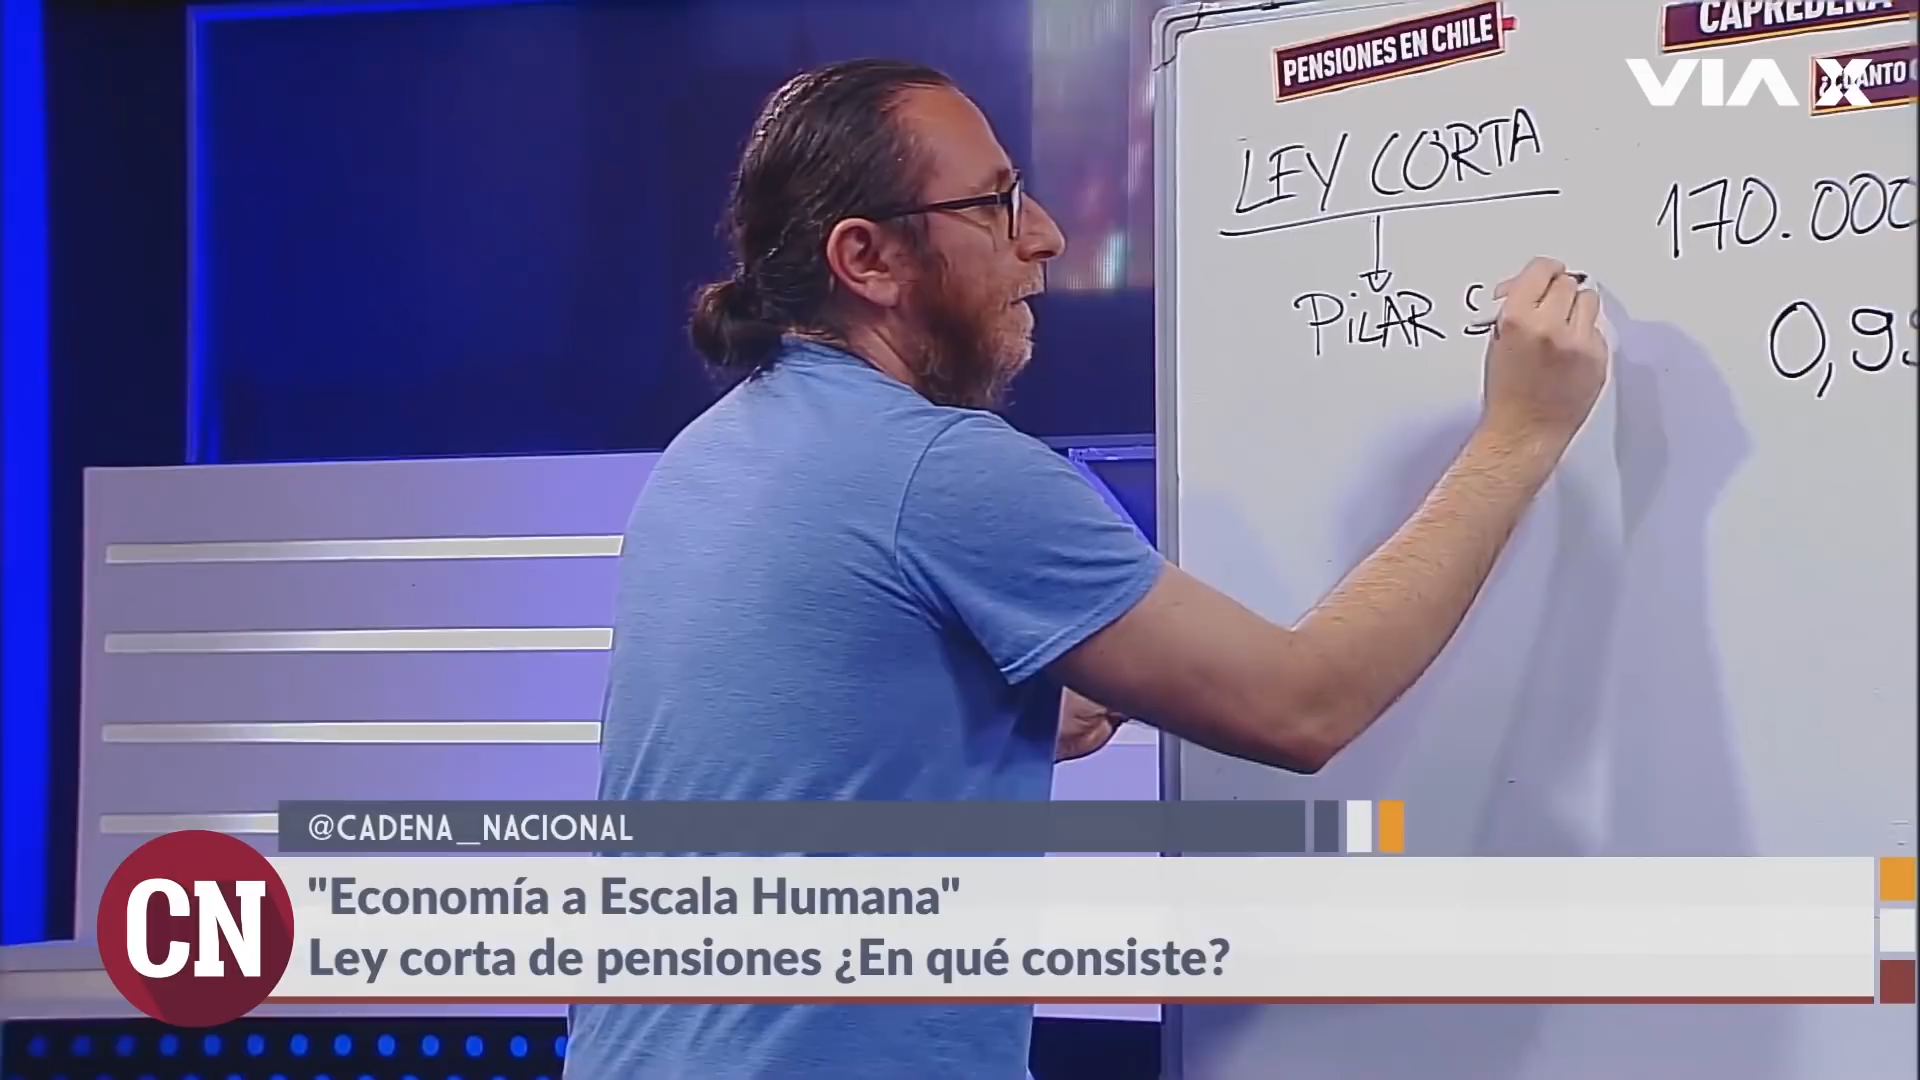 PENSIONES EN CHILE
CAPREDENA
VIA X
LEY CORTA
170.000
PILAR S
0,9
@CADENA_NACIONAL
CN
"Economía a Escala Humana"
Ley corta de pensiones ¿En qué consiste?